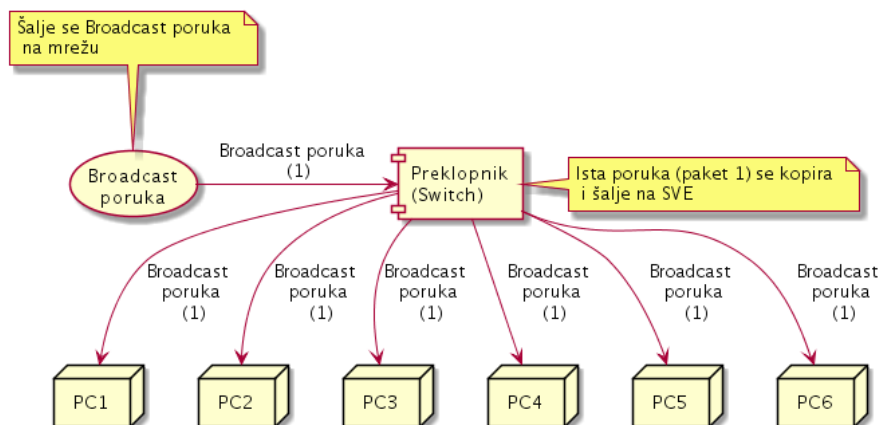 Šalje se Broadcast poruka
na mrežu
Broadcast poruka
(1)
Broadcast
poruka
Preklopnik
(Switch)
Ista poruka (paket 1) se kopira
i šalje na SVE
Broadcast
poruka
(1)
Broadcast
poruka
(1)
Broadcast
poruka
(1)
Broadcast
poruka
(1)
Broadcast
poruka
(1)
Broadcast
poruka
(1)
PC1
PC2
PC3
PC4
PC5
PC6